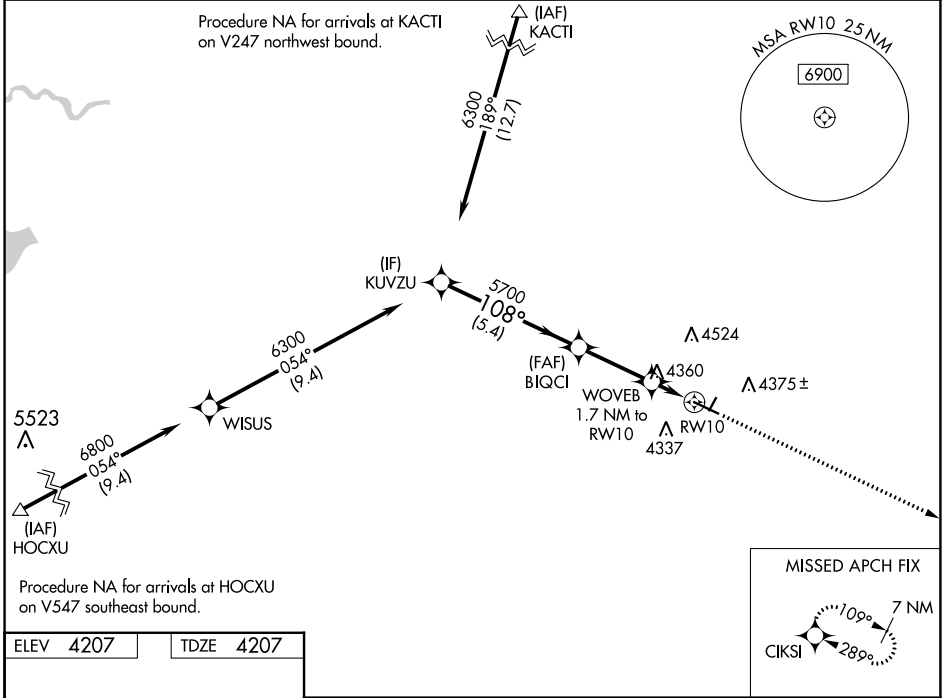 Procedure NA for arrivals at KACTI
on V247 northwest bound.
(IAF)
KACTI
MSA RW10 25 NM
6900
6300
189°
(12.7)
(IF)
KUVZU
5700
108°
(5.4)
6300
054°
(9.4)
WISUS
(FAF)
BIQCI
4524
4360
4375±
WOVEB
1.7 NM to
RW10
RW10
4337
5523
6800
054°
(9.4)
(IAF)
HOCXU
Procedure NA for arrivals at HOCXU
on V547 southeast bound.
MISSED APCH FIX
7 NM
109°
289°
CIKSI
ELEV 4207
TDZE 4207